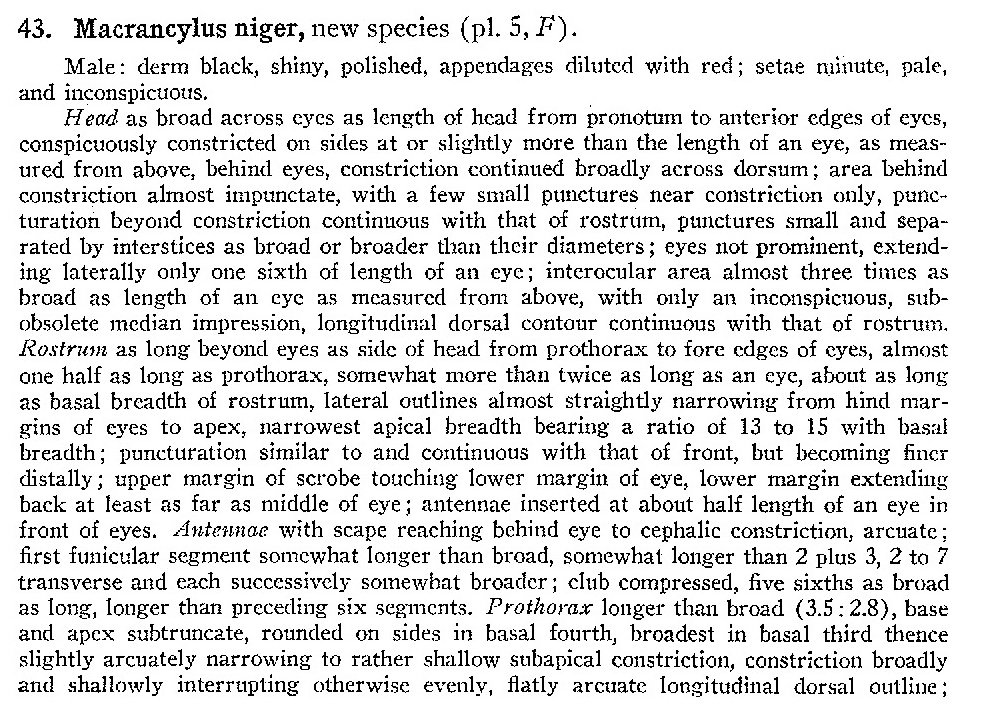 43. Macrancylus niger, new species (pl. 5, F).
Male: derm black, shiny, polished, appendages diluted with red; setae minute, pale,
and inconspicuous.
Head as broad across eyes as length of head from pronotum to anterior edges of eyes,
conspicuously constricted on sides at or slightly more than the length of an eye, as meas-
ured from above, behind eyes, constriction continued broadly across dorsum; area behind
constriction almost impunctate, with a few small punctures near constriction only, punc-
turation beyond constriction continuous with that of rostrum, punctures small and sepa-
rated by interstices as broad or broader than their diameters; eyes not prominent, extend-
ing laterally only one sixth of length of an eye; interocular area almost three times as
broad as length of an eye as measured from above, with only an inconspicuous, sub-
obsolete median impression, longitudinal dorsal contour continuous with that of rostrum.
Rostrum as long beyond eyes as side of head from prothorax to fore edges of eyes, almost
one half as long as prothorax, somewhat more than twice as long as an eye, about as long
as basal breadth of rostrum, lateral outlines almost straightly narrowing from hind mar-
gins of eyes to apex, narrowest apical breadth bearing a ratio of 13 to 15 with basal
breadth; puncturation similar to and continuous with that of front, but becoming finer
distally; upper margin of scrobe touching lower margin of eye, lower margin extending
back at least as far as middle of eye; antennae inserted at about half length of an eye in
front of eyes. Antennae with scape reaching behind eye to cephalic constriction, arcuate;
first funicular segment somewhat longer than broad, somewhat longer than 2 plus 3, 2 to 7
transverse and each successively somewhat broader; club compressed, five sixths as broad
as long, longer than preceding six segments. Prothorax longer than broad (3.5:2.8), base
and apex subtruncate, rounded on sides in basal fourth, broadest in basal third thence
slightly arcuately narrowing to rather shallow subapical constriction, constriction broadly
and shallowly interrupting otherwise evenly, flatly arcuate longitudinal dorsal outline;